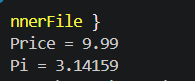 nnerFile }
Price = 9.99
Pi = 3.14159